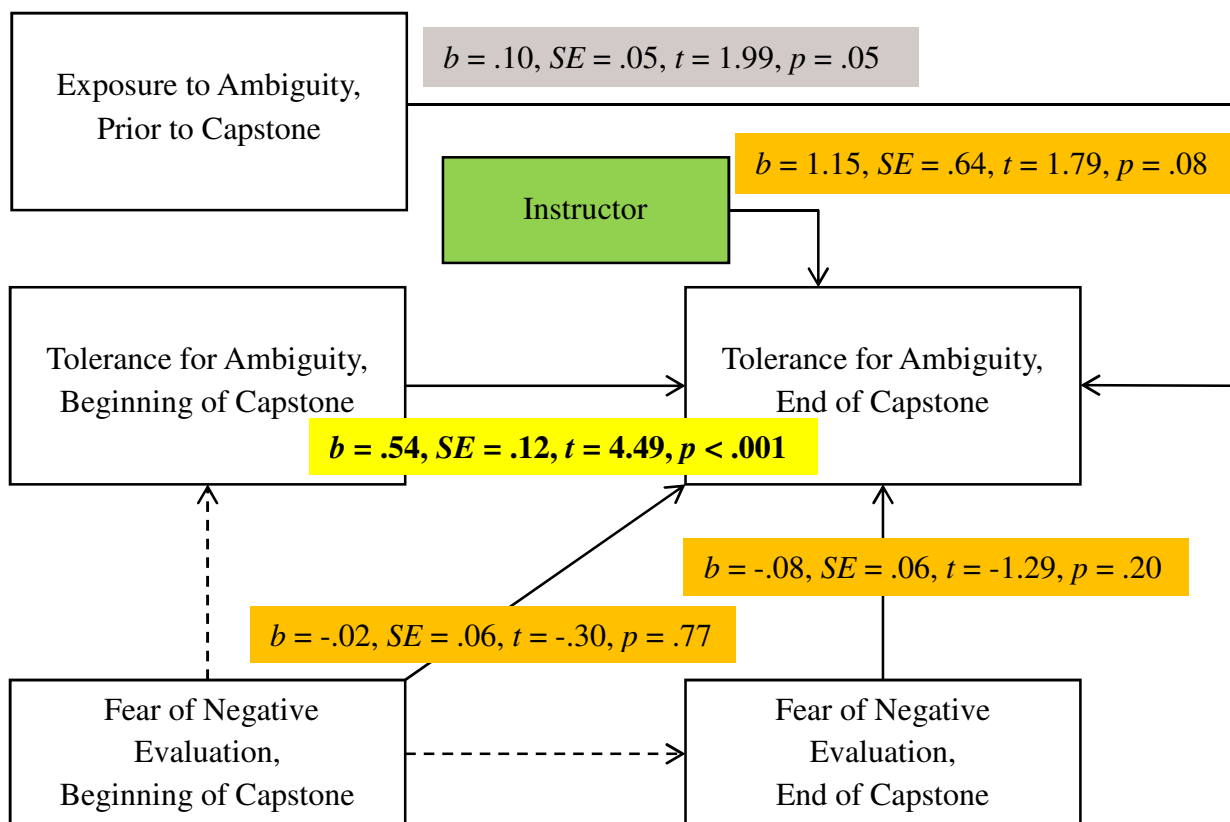 b = .10, SE = .05, t = 1.99, p = .05
Exposure to Ambiguity,
Prior to Capstone
b = 1.15, SE = .64, t = 1.79, p = .08
Instructor
Tolerance for Ambiguity,
Beginning of Capstone
Tolerance for Ambiguity,
End of Capstone
b = .54, SE = .12, t = 4.49, p < .001
b = -.08, SE = .06, t = -1.29, p = .20
b = -.02, SE = .06, t = -.30, p = .77
Fear of Negative
Evaluation,
Beginning of Capstone
Fear of Negative
Evaluation,
End of Capstone